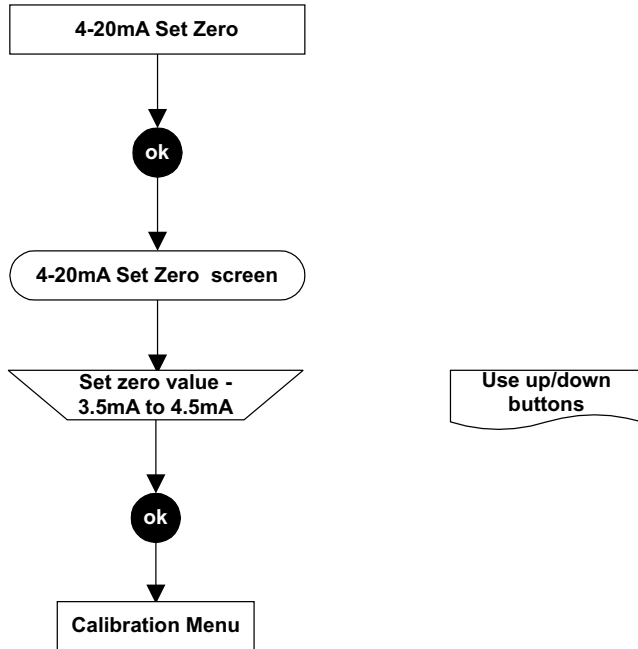 4-20mA Set Zero
ok
4-20mA Set Zero  screen
Set zero value -
3.5mA to 4.5mA
Use up/down
buttons
ok
Calibration Menu